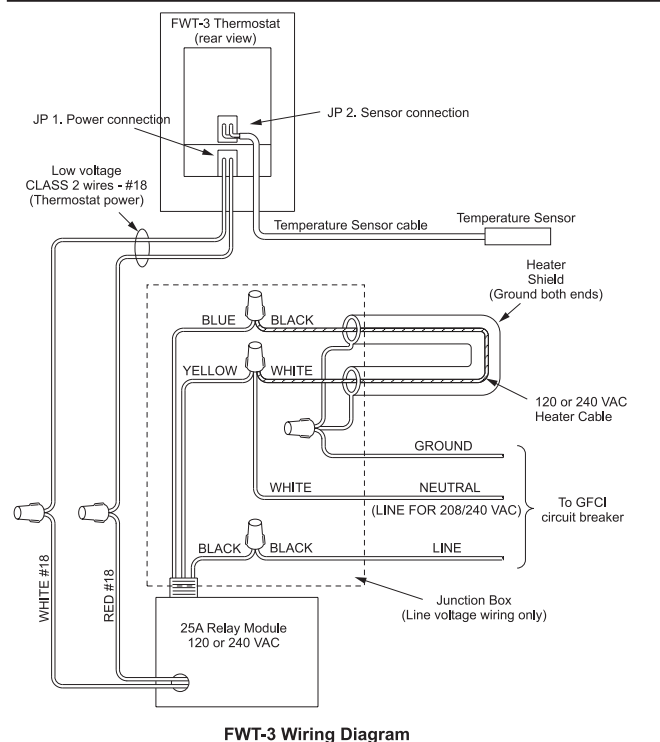 FWT-3 Thermostat
(rear view)
JP 2. Sensor connection
JP 1. Power connection
Low voltage
CLASS 2 wires - #18
(Thermostat power)
Temperature Sensor cable
Temperature Sensor
Heater
Shield
(Ground both ends)
BLUE
BLACK
YELLOW
WHITE
120 or 240 VAC
Heater Cable
GROUND
WHITE
NEUTRAL
(LINE FOR 208/240 VAC)
To GFCI
circuit breaker
BLACK
BLACK
LINE
WHITE #18
RED #18
Junction Box
(Line voltage wiring only)
25A Relay Module
120 or 240 VAC
FWT-3 Wiring Diagram